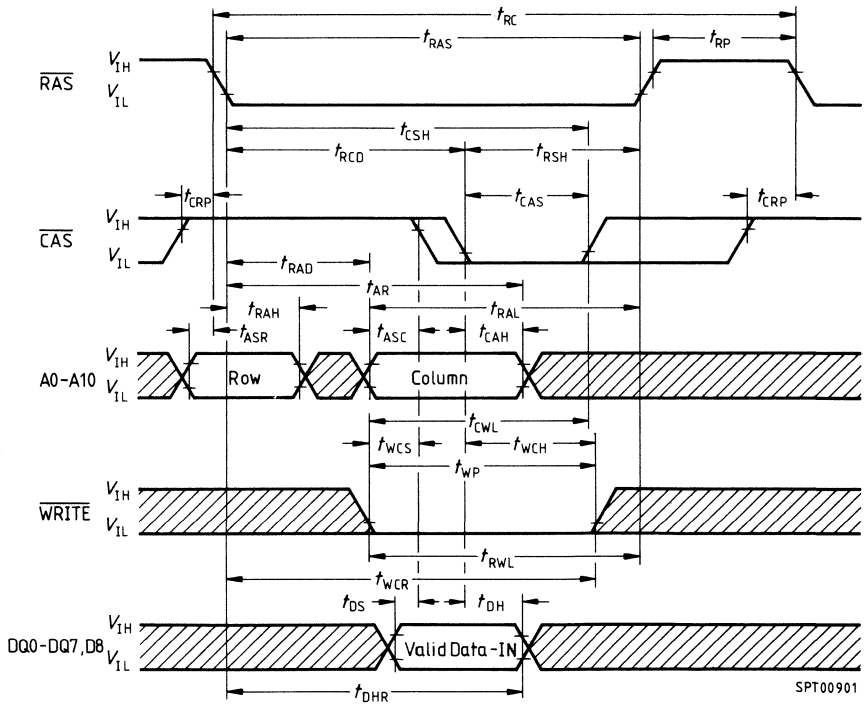 tRC
tRAS
tRP
RAS
VIH
VIL
tCSH
tRCD
tRSH
tCRP
tCAS
tCRP
CAS
VIH
VIL
tRAD
tAR
tRAH
tRAL
tASR
tASC
tCAH
A0-A10
VIH
VIL
Row
Column
tCWL
tWCS
tWCH
tWP
WRITE
VIH
VIL
tRWL
tWCR
tDS
tDH
DQ0-DQ7,D8
VIH
VIL
Valid Data-IN
tDHR
SPT00901